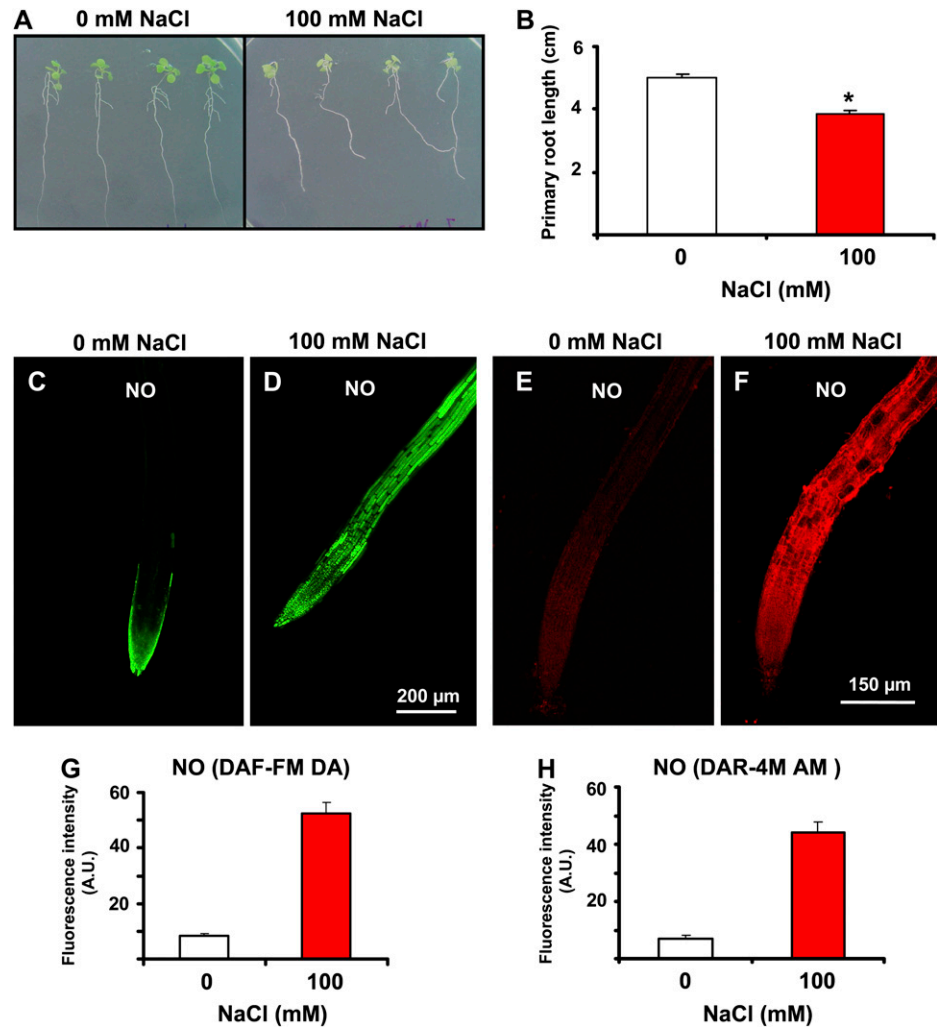 A
0 mM NaCl
100 mM NaCl
B
Primary root length (cm)
6
4
2
*
0
100
NaCl (mM)
0 mM NaCl
100 mM NaCl
0 mM NaCl
100 mM NaCl
C
NO
D
NO
200 µm
E
NO
F
NO
150 µm
G
NO (DAF-FM DA)
Fluorescence intensity
(A.U.)
60
40
20
0
100
NaCl (mM)
H
NO (DAR-4M AM )
Fluorescence intensity
(A.U.)
60
40
20
0
100
NaCl (mM)